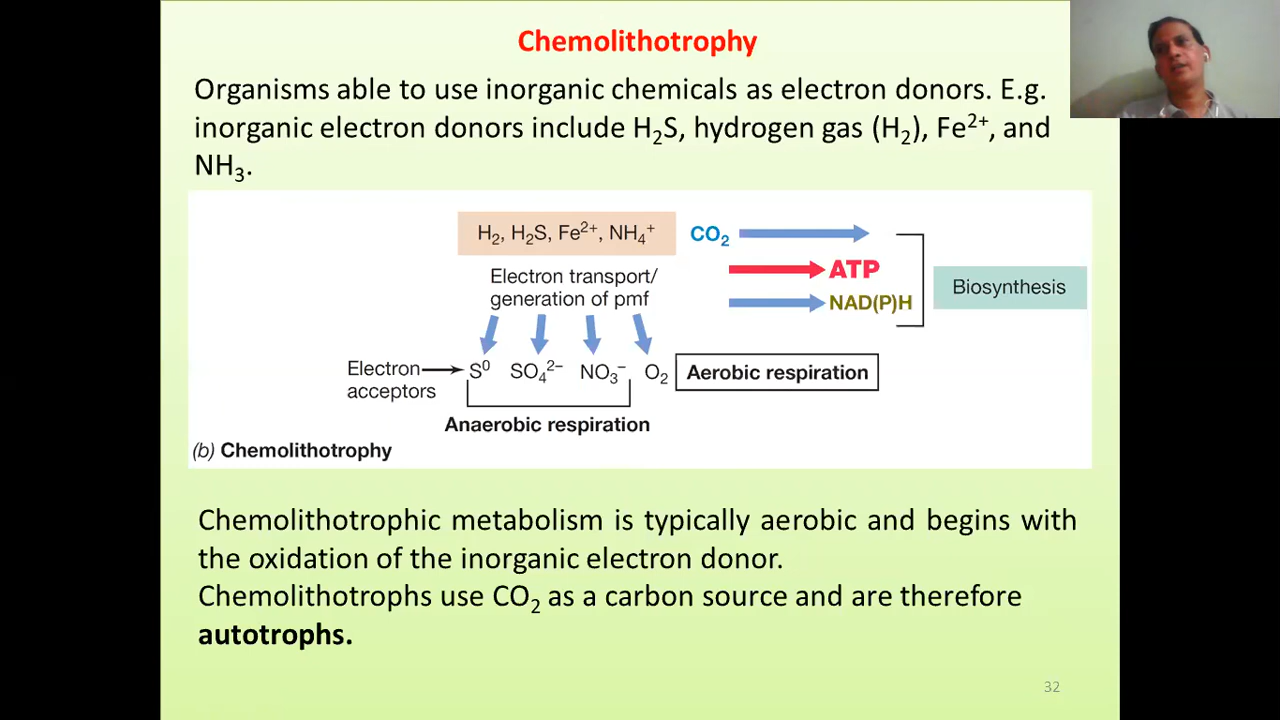 Chemolithotrophy
Organisms able to use inorganic chemicals as electron donors. E.g.
inorganic electron donors include H₂S, hydrogen gas (H₂), Fe²⁺, and
NH₃.
H₂, H₂S, Fe²⁺, NH₄⁺
CO₂
Electron transport/
generation of pmf
ATP
NAD(P)H
Biosynthesis
Electron
acceptors
S⁰ SO₄²⁻ NO₃⁻ O₂
Aerobic respiration
Anaerobic respiration
(b) Chemolithotrophy
Chemolithotrophic metabolism is typically aerobic and begins with
the oxidation of the inorganic electron donor.
Chemolithotrophs use CO₂ as a carbon source and are therefore
autotrophs.
32